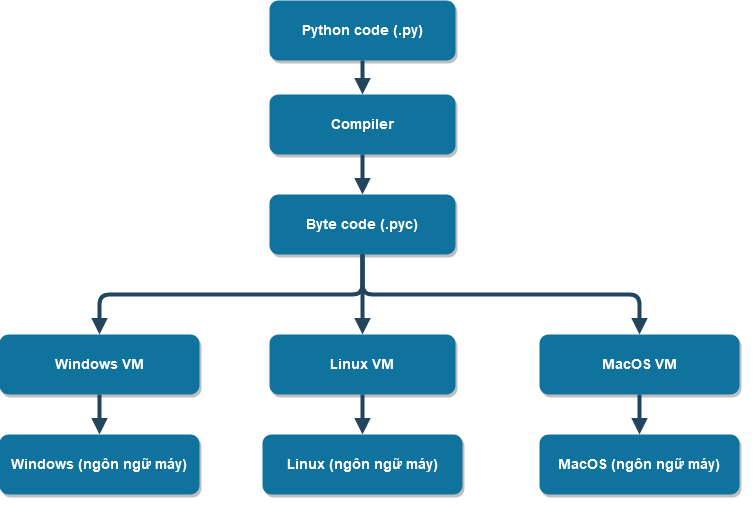 Python code (.py)
Compiler
Byte code (.pyc)
Windows VM
Linux VM
MacOS VM
Windows (ngôn ngữ máy)
Linux (ngôn ngữ máy)
MacOS (ngôn ngữ máy)